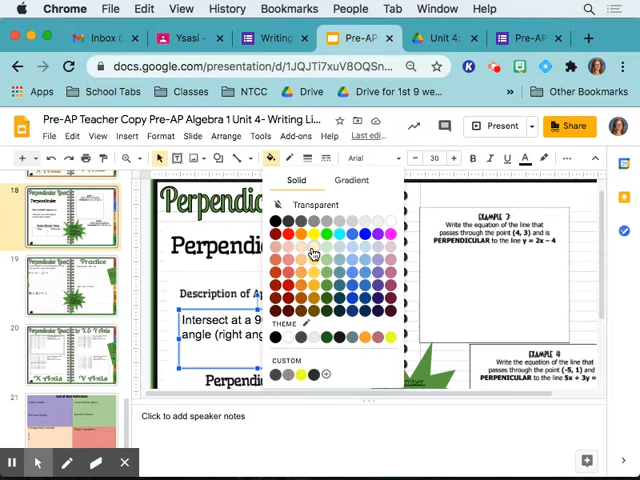 Chrome File Edit View History Bookmarks People Tab Window Help
Inbox ( Ysasi - Writing Pre-AP Unit 4: Pre-AP
docs.google.com/presentation/d/1JQJTi7xuV8OQSn...
Apps School Tabs Classroom NTCC Drive Drive for 1st 9 we... Other Bookmarks
Pre-AP Teacher Copy Pre-AP Algebra 1 Unit 4- Writing Li...
File Edit View Insert Format Slide Arrange Tools Add-ons Help Last edi...
Present Share
Arial 30 B I U A
18
19
20
21
Perpendicular
Practice
X Axis
Y Axis
Solid Gradient
Transparent
THEME
CUSTOM
Perpendic
Perpendi
Description of A
Intersect at a 9
angle (right an
Perpen
EXAMPLE 3
Write the equation of the line that
passes through the point (4, 3) and is
PERPENDICULAR to the line y = 2x – 4
EXAMPLE 4
Write the equation of the line that
passes through the point (-5, 1) and
PERPENDICULAR to the line 5x + 3y =
Click to add speaker notes